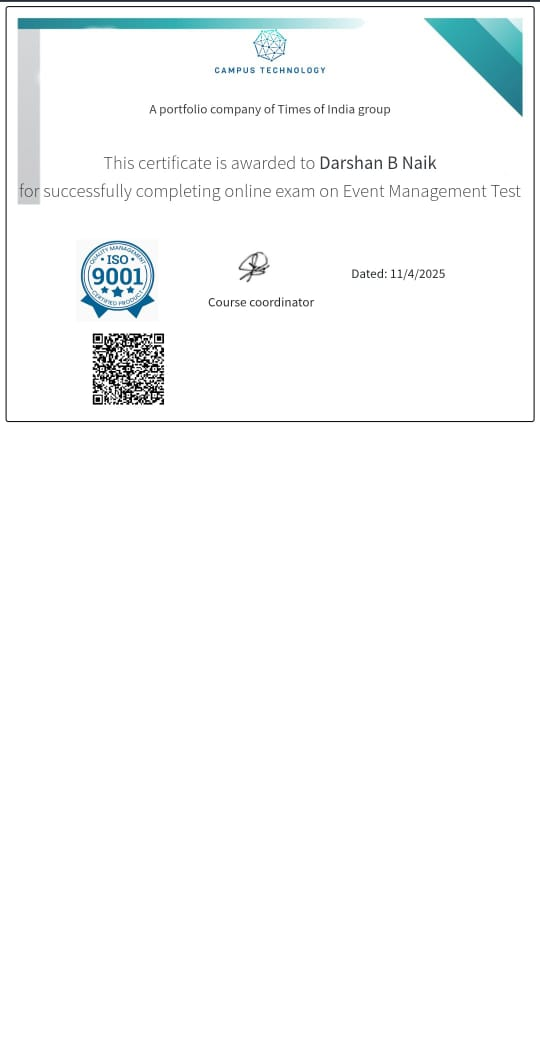 CAMPUS TECHNOLOGY
A portfolio company of Times of India group
This certificate is awarded to Darshan B Naik
for successfully completing online exam on Event Management Test
QUALITY MANAGEMENT
ISO
9001
CERTIFIED PRODUCT
Dated: 11/4/2025
Course coordinator